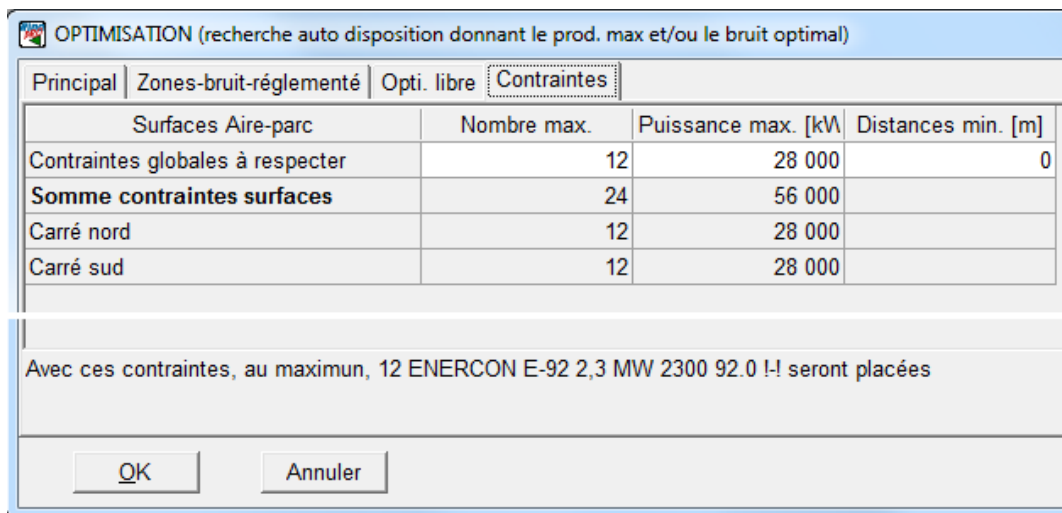 OPTIMISATION (recherche auto disposition donnant le prod. max et/ou le bruit optimal)
Principal Zones-bruit-réglementé Opti. libre Contraintes
Surfaces Aire-parc Nombre max. Puissance max. [kW Distances min. [m]
Contraintes globales à respecter 12 28 000 0
Somme contraintes surfaces 24 56 000
Carré nord 12 28 000
Carré sud 12 28 000
Avec ces contraintes, au maximun, 12 ENERCON E-92 2,3 MW 2300 92.0 !-! seront placées
OK Annuler